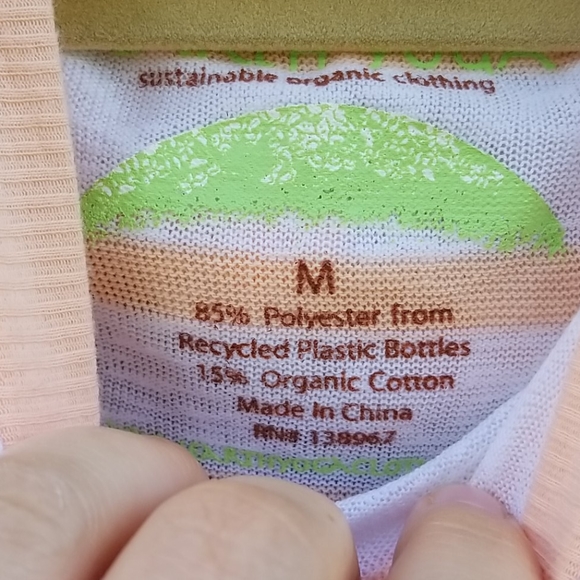 sustainable organic clothing
M
85% Polyester from
Recycled Plastic Bottles
15% Organic Cotton
Made In China
RN# 138967